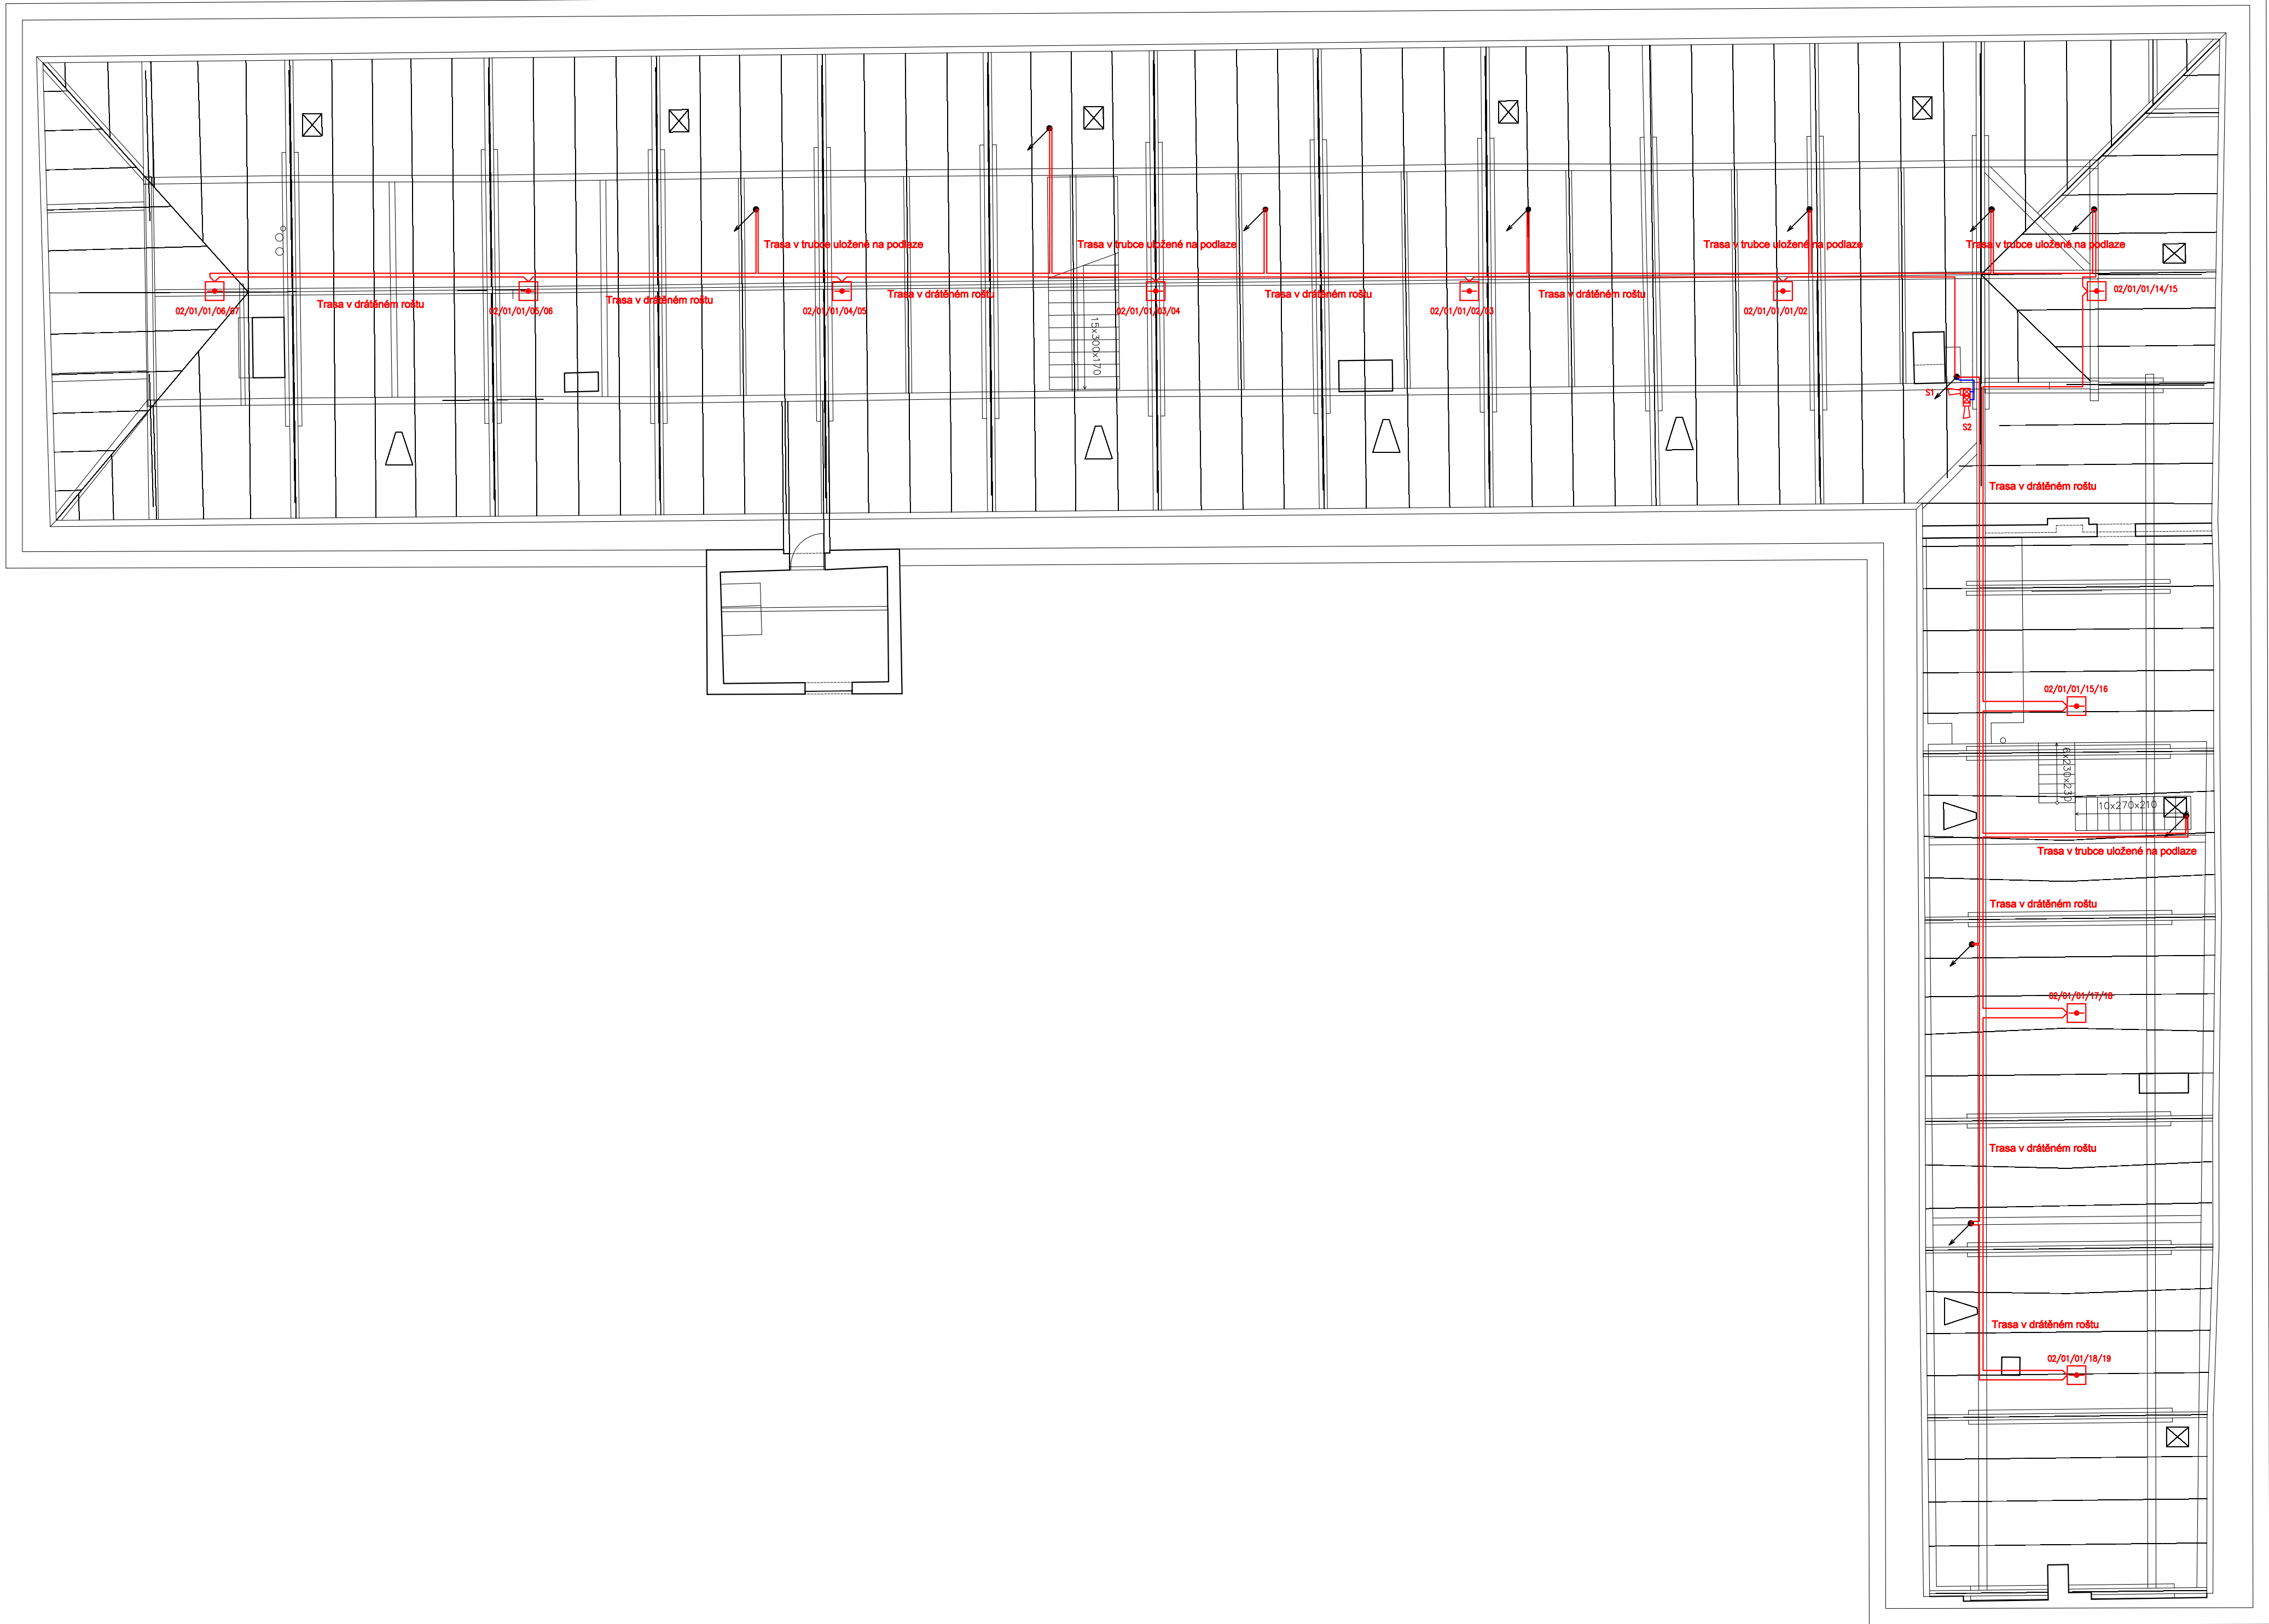 Trasa v trubce uložené na podlaze
Trasa v trubce uložené na podlaze
Trasa v trubce uložené na podlaze
Trasa v trubce uložené na podlaze
02/01/01/14/15
Trasa v drátěném roštu
Trasa v drátěném roštu
Trasa v drátěném roštu
Trasa v drátěném roštu
Trasa v drátěném roštu
02/01/01/06/07
02/01/01/05/06
02/01/01/04/05
02/01/01/03/04
02/01/01/02/03
02/01/01/01/02
15x300x170
S1
S2
Trasa v drátěném roštu
02/01/01/15/16
6x230x230
10x270x210
Trasa v trubce uložené na podlaze
Trasa v drátěném roštu
02/01/01/17/18
Trasa v drátěném roštu
Trasa v drátěném roštu
02/01/01/18/19